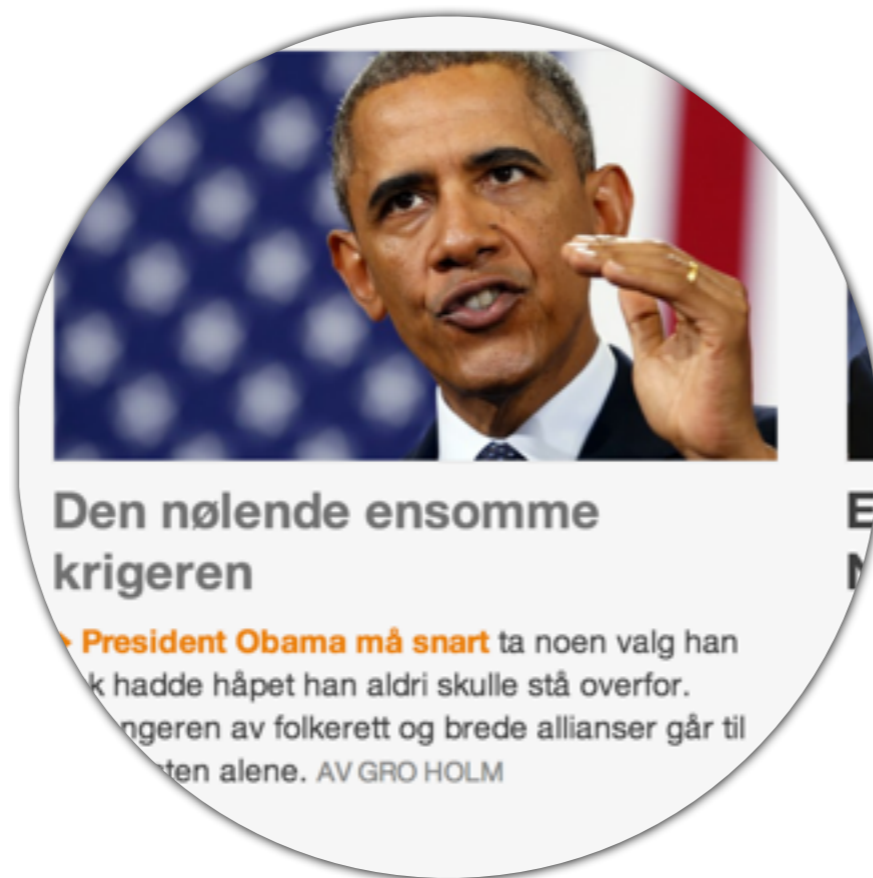 Den nølende ensomme
krigeren
President Obama må snart ta noen valg han
hadde håpet han aldri skulle stå overfor.
av folkerett og brede allianser går til
alene. AV GRO HOLM